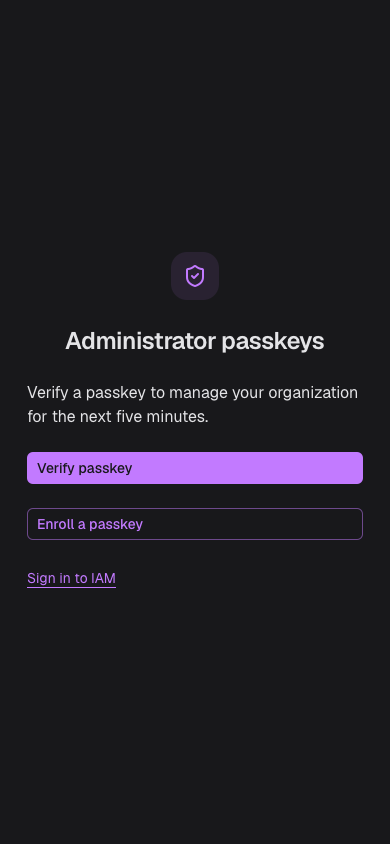 Administrator passkeys
Verify a passkey to manage your organization
for the next five minutes.
Verify passkey
Enroll a passkey
Sign in to IAM